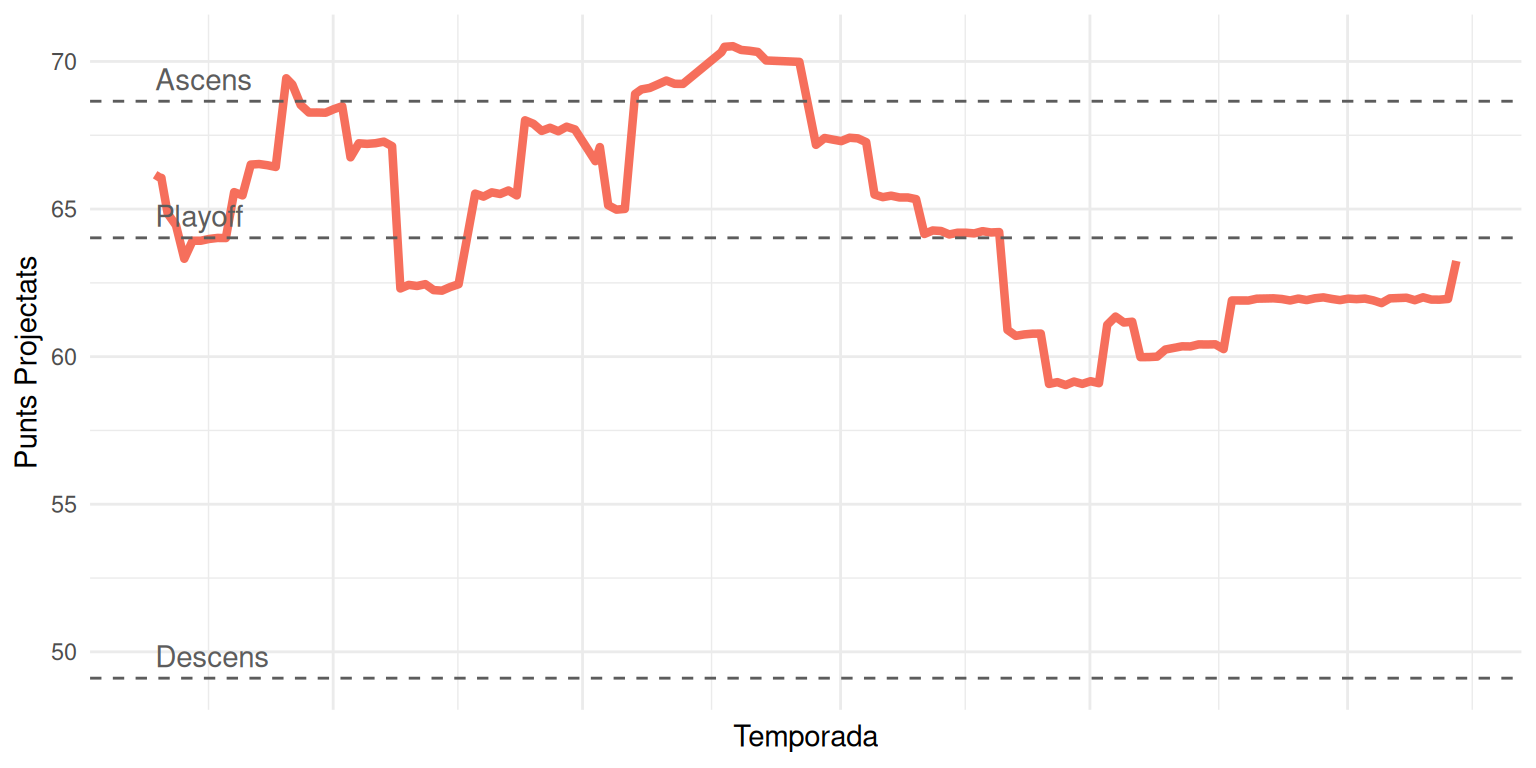 70
65
60
55
50
Punts Projectats
Ascens
Playoff
Descens
Temporada